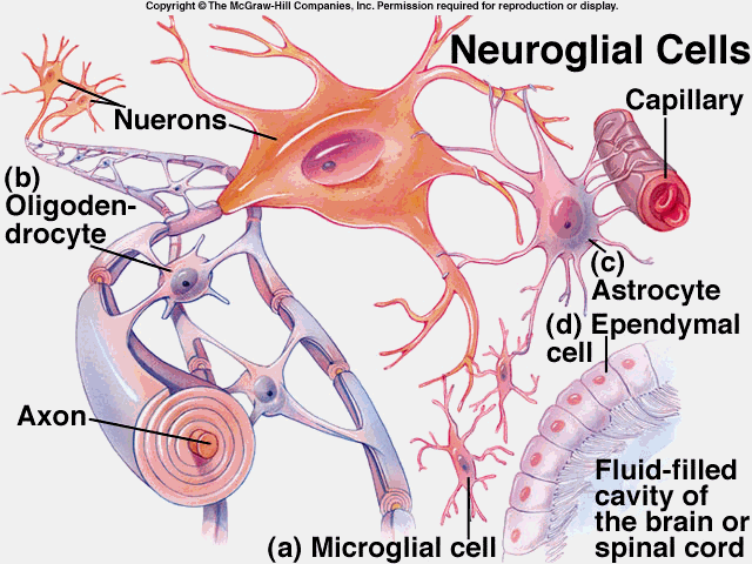 Copyright © The McGraw-Hill Companies, Inc. Permission required for reproduction or display.
Neuroglial Cells
Capillary
Nuerons
(b)
Oligoden-
drocyte
(c)
Astrocyte
(d) Ependymal
cell
Axon
Fluid-filled
cavity of
the brain or
spinal cord
(a) Microglial cell